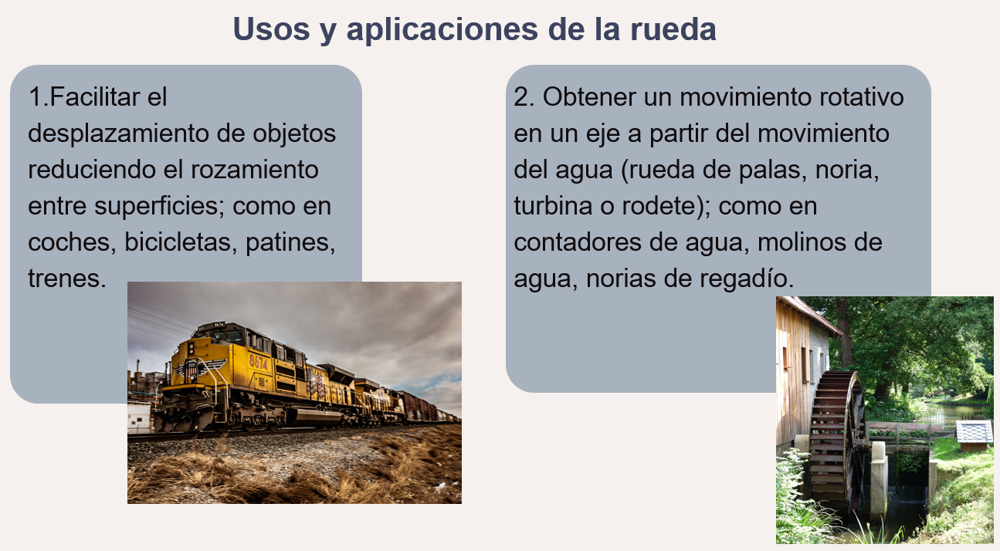 Usos y aplicaciones de la rueda
1.Facilitar el
desplazamiento de objetos
reduciendo el rozamiento
entre superficies; como en
coches, bicicletas, patines,
trenes.
2. Obtener un movimiento rotativo
en un eje a partir del movimiento
del agua (rueda de palas, noria,
turbina o rodete); como en
contadores de agua, molinos de
agua, norias de regadío.
8674
8674